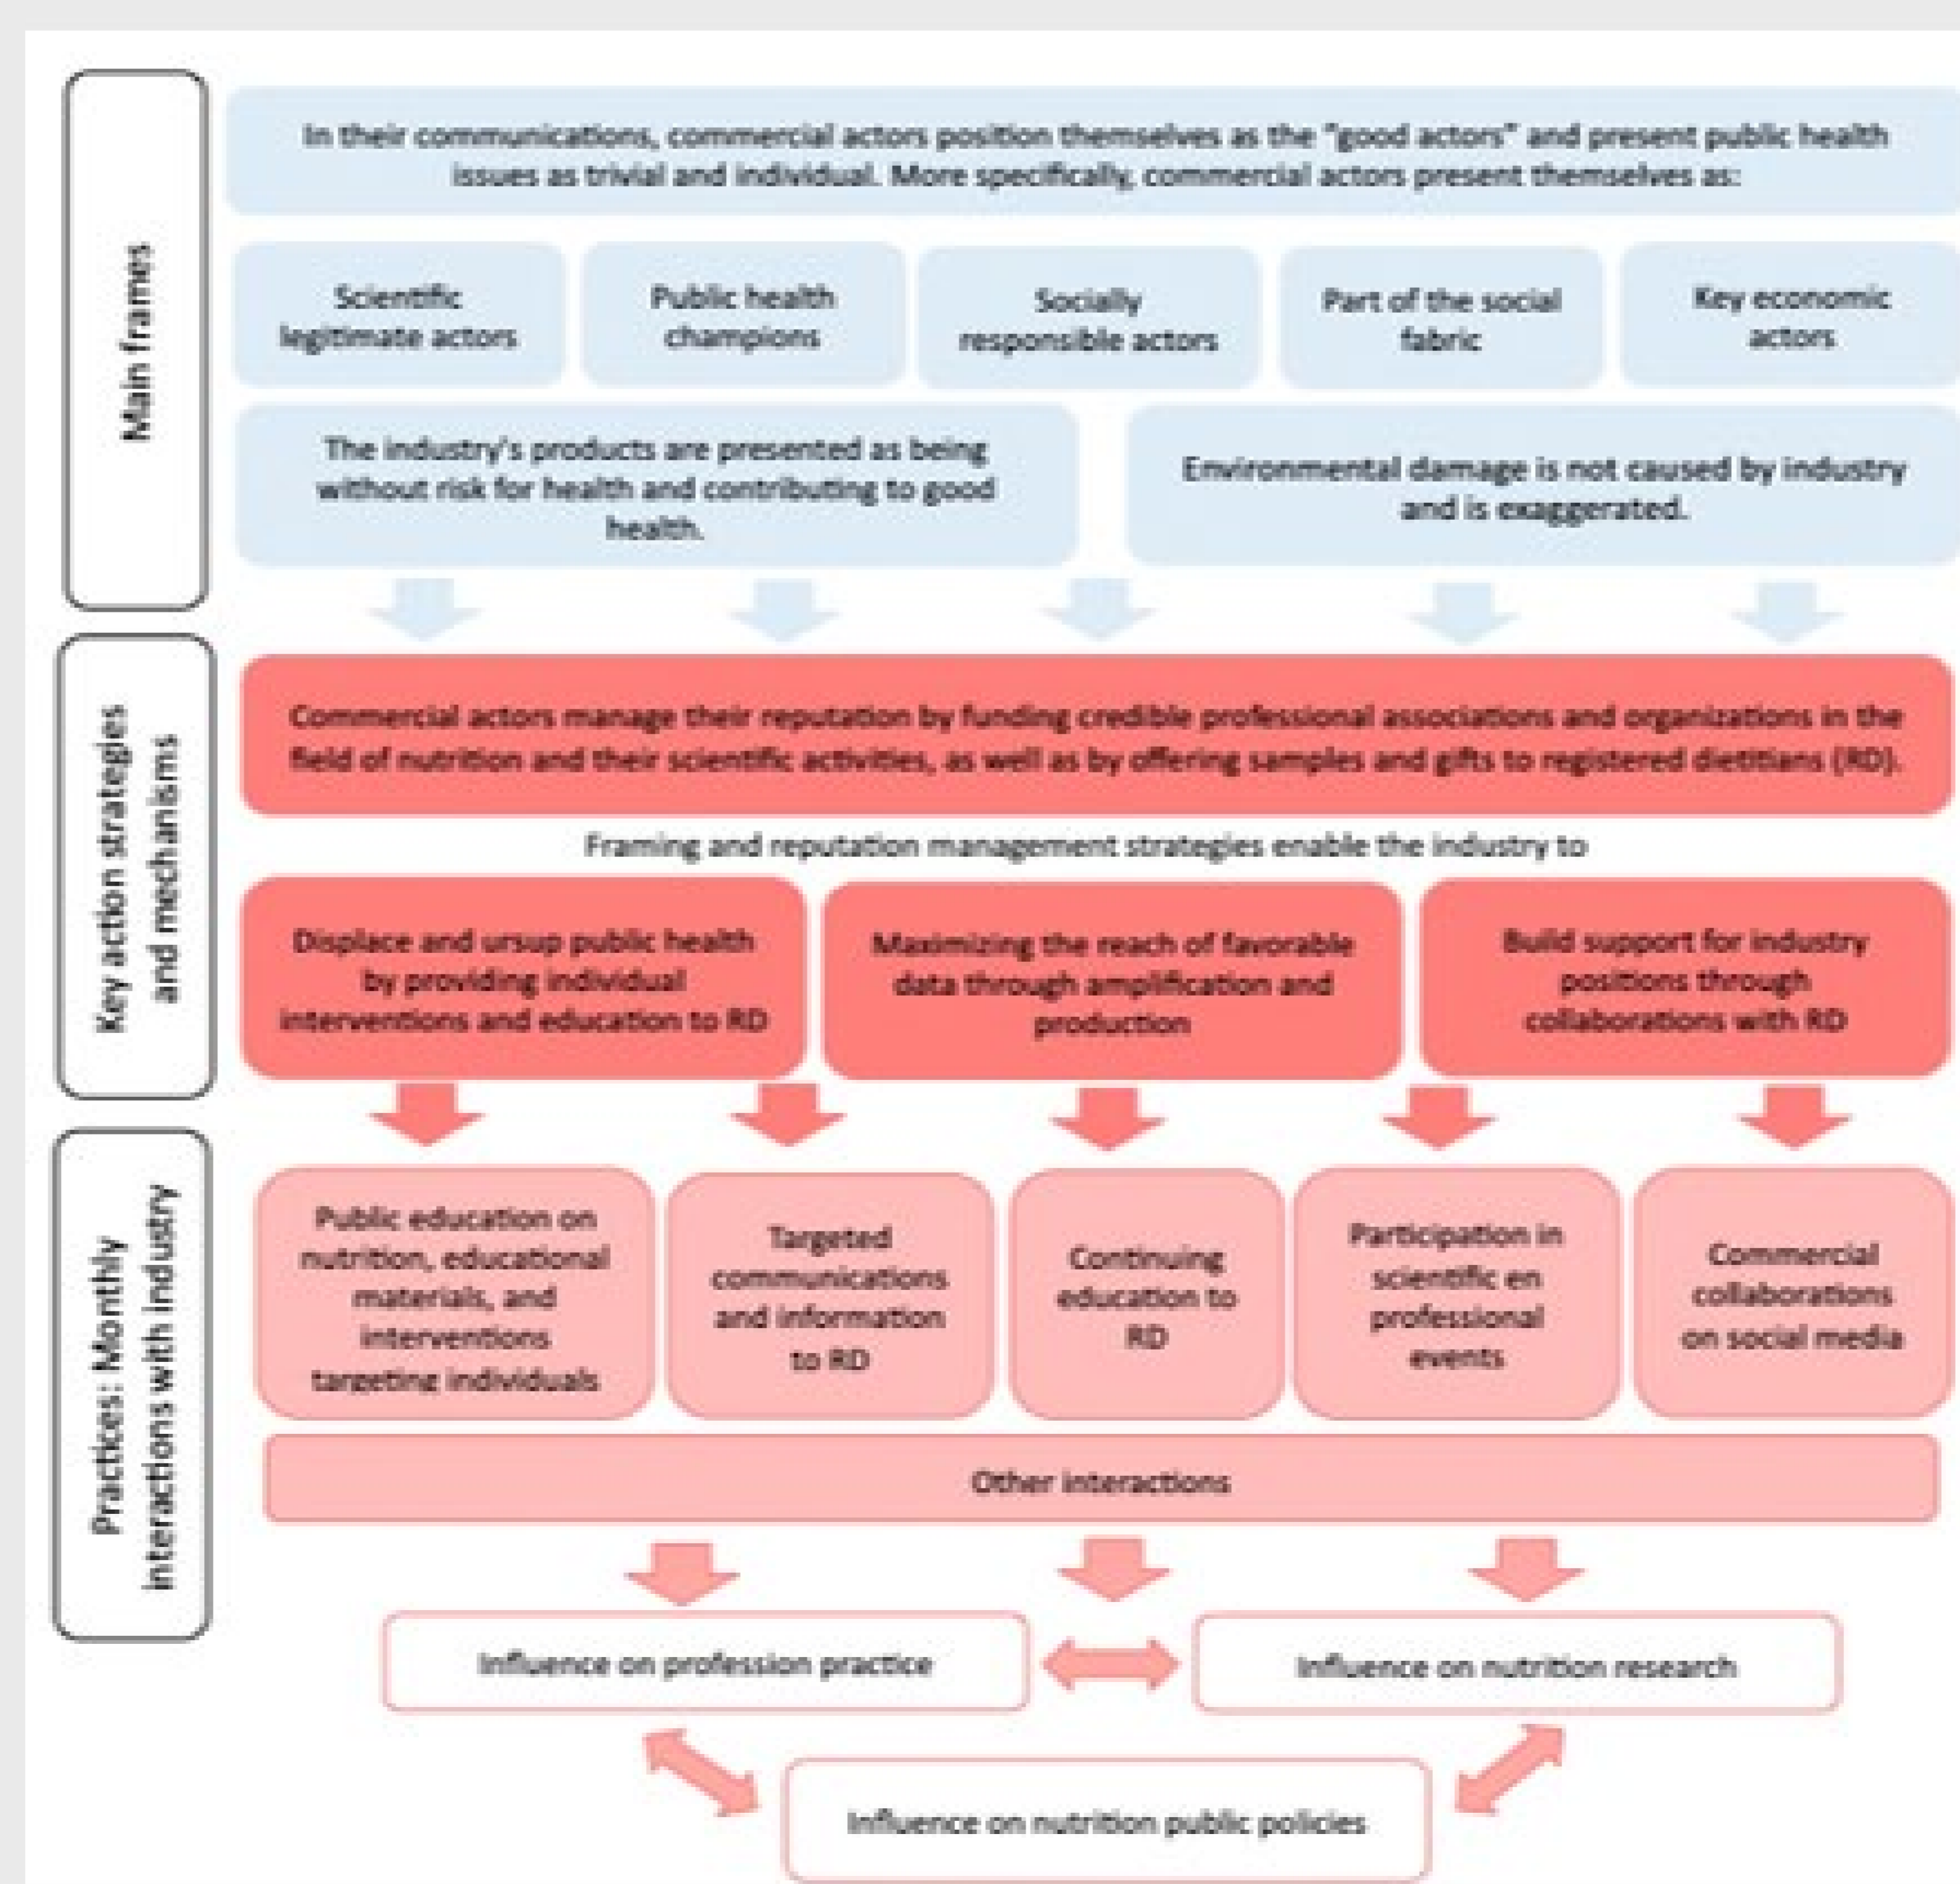 Main frames
In their communications, commercial actors position themselves as the "good actors" and present public health
issues as trivial and individual. More specifically, commercial actors present themselves as:
Scientific
legitimate actors
Public health
champions
Socially
responsible actors
Part of the social
fabric
Key economic
actors
The industry's products are presented as being
without risk for health and contributing to good
health.
Environmental damage is not caused by industry
and is exaggerated.
Key action strategies
and mechanisms
Commercial actors manage their reputation by funding credible professional associations and organizations in the
field of nutrition and their scientific activities, as well as by offering samples and gifts to registered dietitians (RD).
Framing and reputation management strategies enable the industry to
Displace and ursup public health
by providing individual
interventions and education to RD
Maximizing the reach of favorable
data through amplification and
production
Build support for industry
positions through
collaborations with RD
Practices: Monthly
interactions with industry
Public education on
nutrition, educational
materials, and
interventions
targeting individuals
Targeted
communications
and information
to RD
Continuing
education to
RD
Participation in
scientific en
professional
events
Commercial
collaborations
on social media
Other interactions
Influence on profession practice
Influence on nutrition research
Influence on nutrition public policies